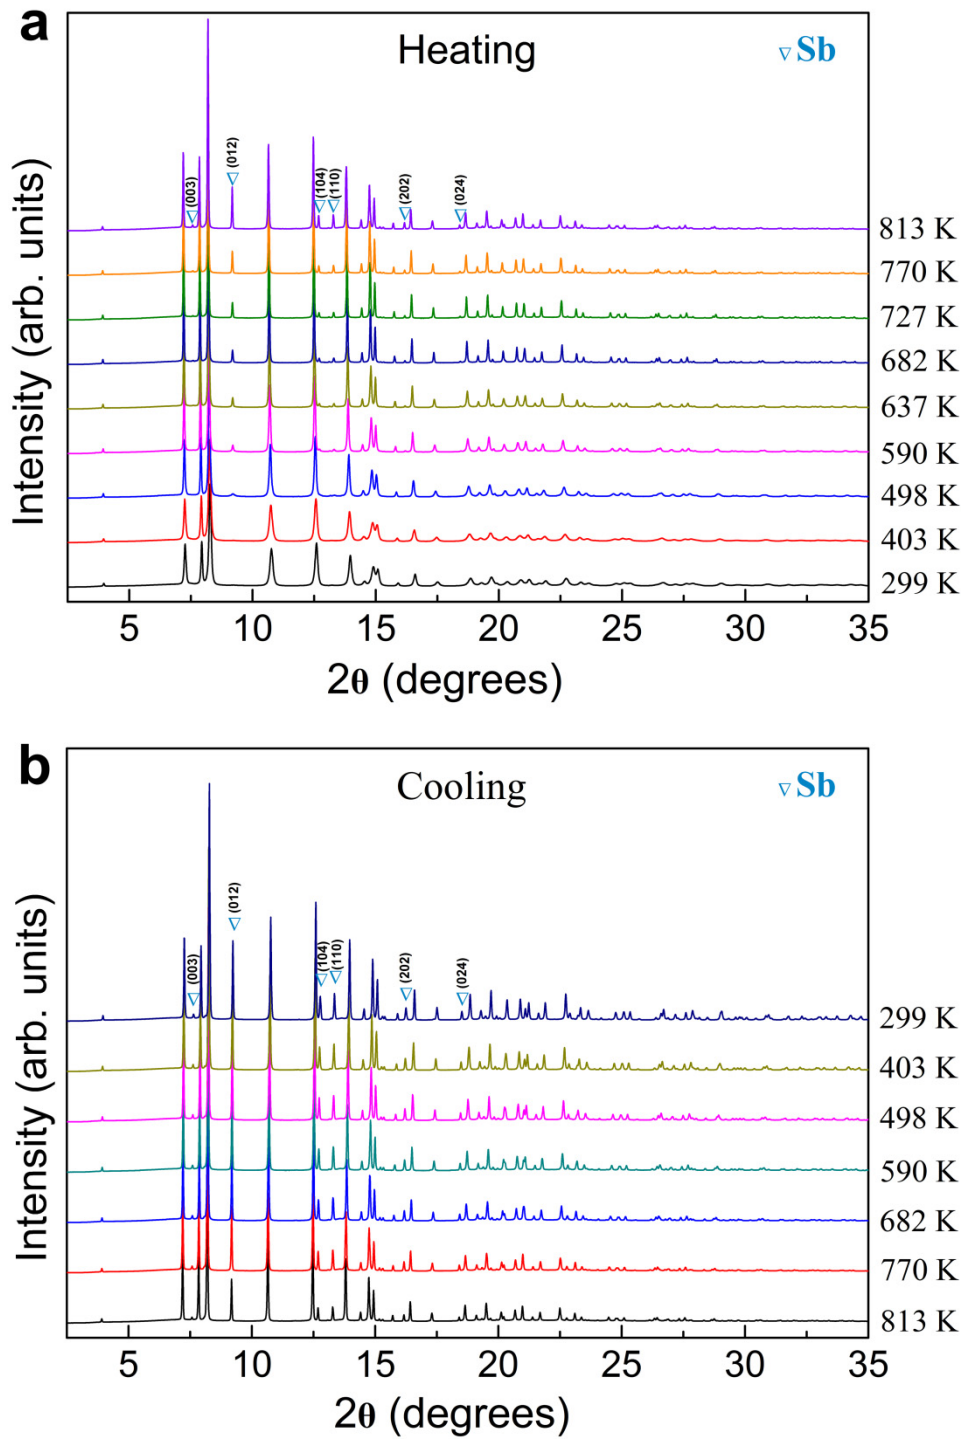 a
Heating
▽ Sb
Intensity (arb. units)
(003)
(012)
(104)
(110)
(202)
(024)
813 K
770 K
727 K
682 K
637 K
590 K
498 K
403 K
299 K
5 10 15 20 25 30 35
2θ (degrees)
b
Cooling
▽ Sb
Intensity (arb. units)
(003)
(012)
(104)
(110)
(202)
(024)
299 K
403 K
498 K
590 K
682 K
770 K
813 K
5 10 15 20 25 30 35
2θ (degrees)